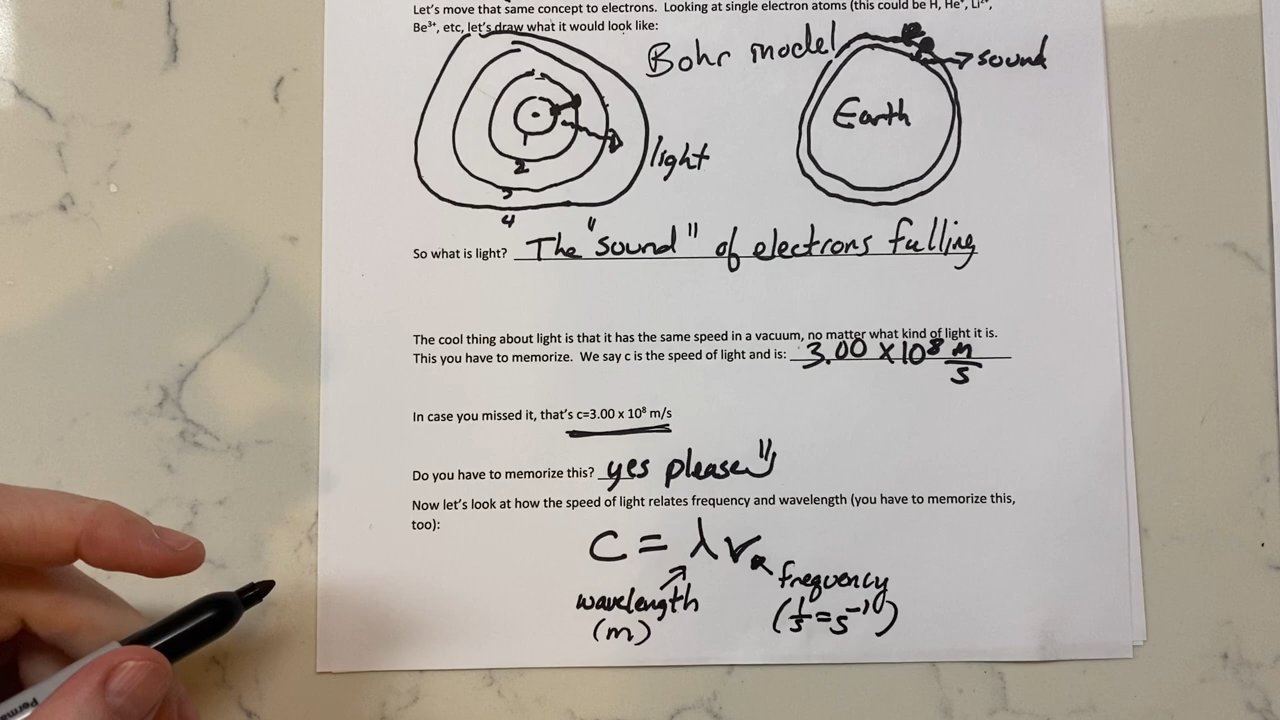 Let's move that same concept to electrons. Looking at single electron atoms (this could be H, He⁺, Li²⁺,
Be³⁺, etc, let's draw what it would look like:
Bohr model
sound
Earth
light
1
2
3
4
So what is light? The "sound" of electrons falling
The cool thing about light is that it has the same speed in a vacuum, no matter what kind of light it is.
This you have to memorize. We say c is the speed of light and is: 3.00 x10⁸ m/s
In case you missed it, that's c=3.00 x 10⁸ m/s
Do you have to memorize this? yes please
Now let's look at how the speed of light relates frequency and wavelength (you have to memorize this,
too):
C = λν
wavelength
(m)
frequency
(1/s = s⁻¹)